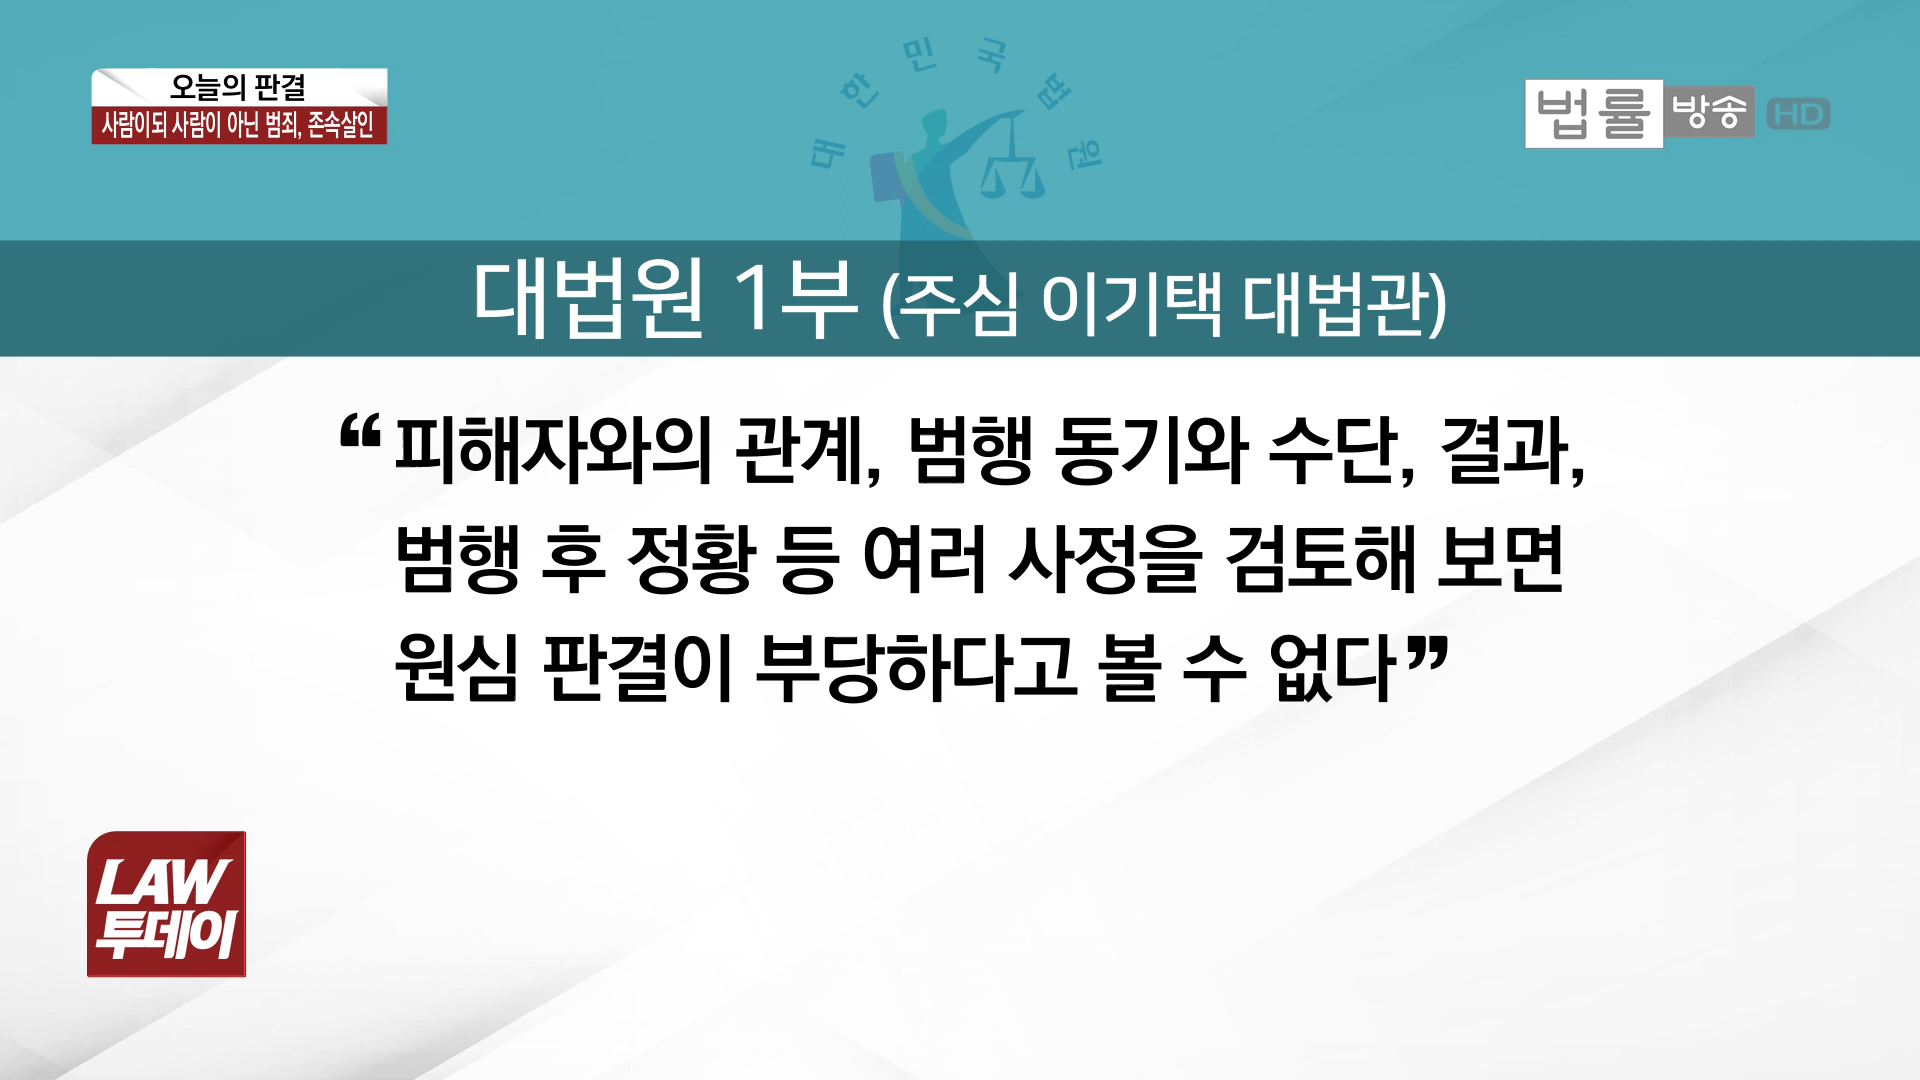 오늘의 판결
사람이되 사람이 아닌 범죄, 존속살인
대한민국법원
법률방송 HD
대법원 1부 (주심 이기택 대법관)
“피해자와의 관계, 범행 동기와 수단, 결과,
범행 후 정황 등 여러 사정을 검토해 보면
원심 판결이 부당하다고 볼 수 없다”
LAW
투데이